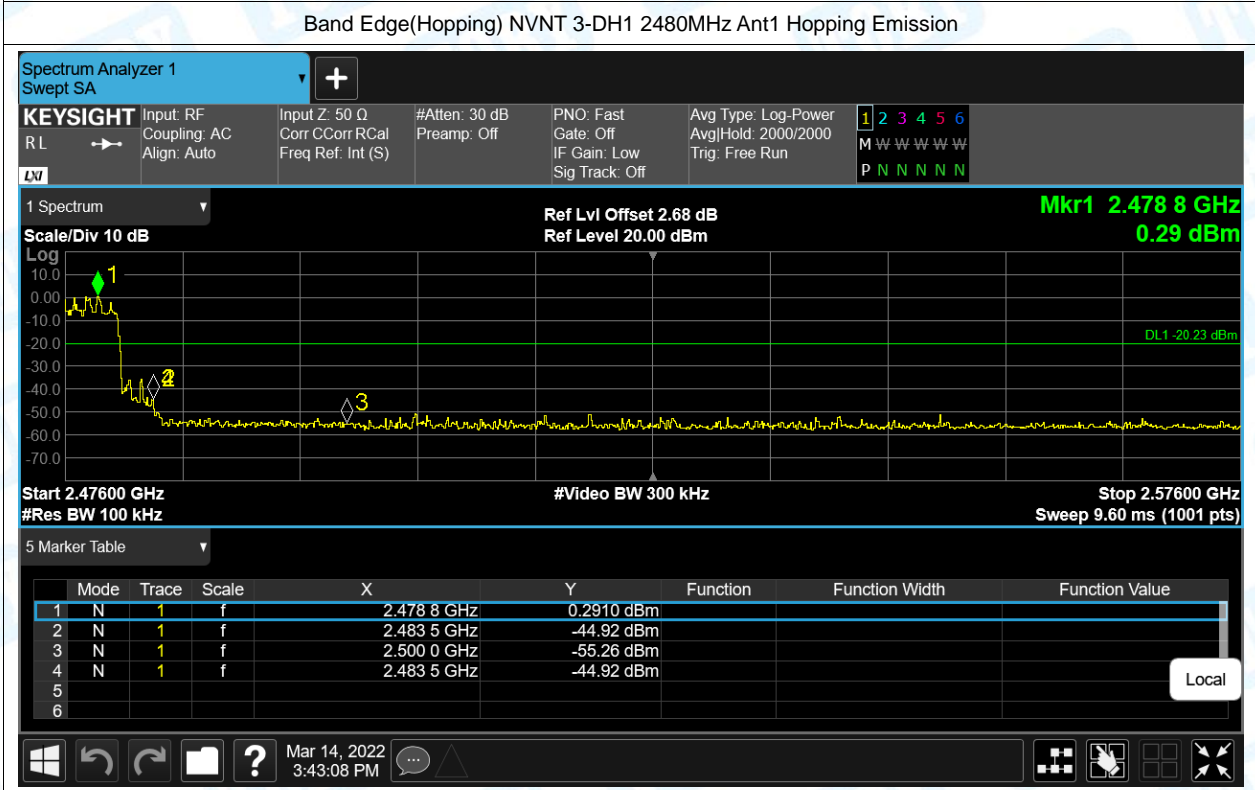 Band Edge(Hopping) NVNT 3-DH1 2480MHz Ant1 Hopping Emission
Spectrum Analyzer 1
Swept SA
KEYSIGHT
RL
LXI
Input: RF
Coupling: AC
Align: Auto
Input Z: 50 Ω
Corr CCorr RCal
Freq Ref: Int (S)
#Atten: 30 dB
Preamp: Off
PNO: Fast
Gate: Off
IF Gain: Low
Sig Track: Off
Avg Type: Log-Power
Avg|Hold: 2000/2000
Trig: Free Run
1 2 3 4 5 6
M W W W W W
P N N N N N
1 Spectrum
Scale/Div 10 dB
Ref Lvl Offset 2.68 dB
Ref Level 20.00 dBm
Mkr1 2.478 8 GHz
0.29 dBm
Log
10.0
0.00
-10.0
-20.0
-30.0
-40.0
-50.0
-60.0
-70.0
1
3
DL1 -20.23 dBm
Start 2.47600 GHz
#Video BW 300 kHz
Stop 2.57600 GHz
#Res BW 100 kHz
Sweep 9.60 ms (1001 pts)
5 Marker Table
Mode Trace Scale X Y Function Function Width Function Value
1 N 1 f 2.478 8 GHz 0.2910 dBm
2 N 1 f 2.483 5 GHz -44.92 dBm
3 N 1 f 2.500 0 GHz -55.26 dBm
4 N 1 f 2.483 5 GHz -44.92 dBm
5
6
Local
?
Mar 14, 2022
3:43:08 PM